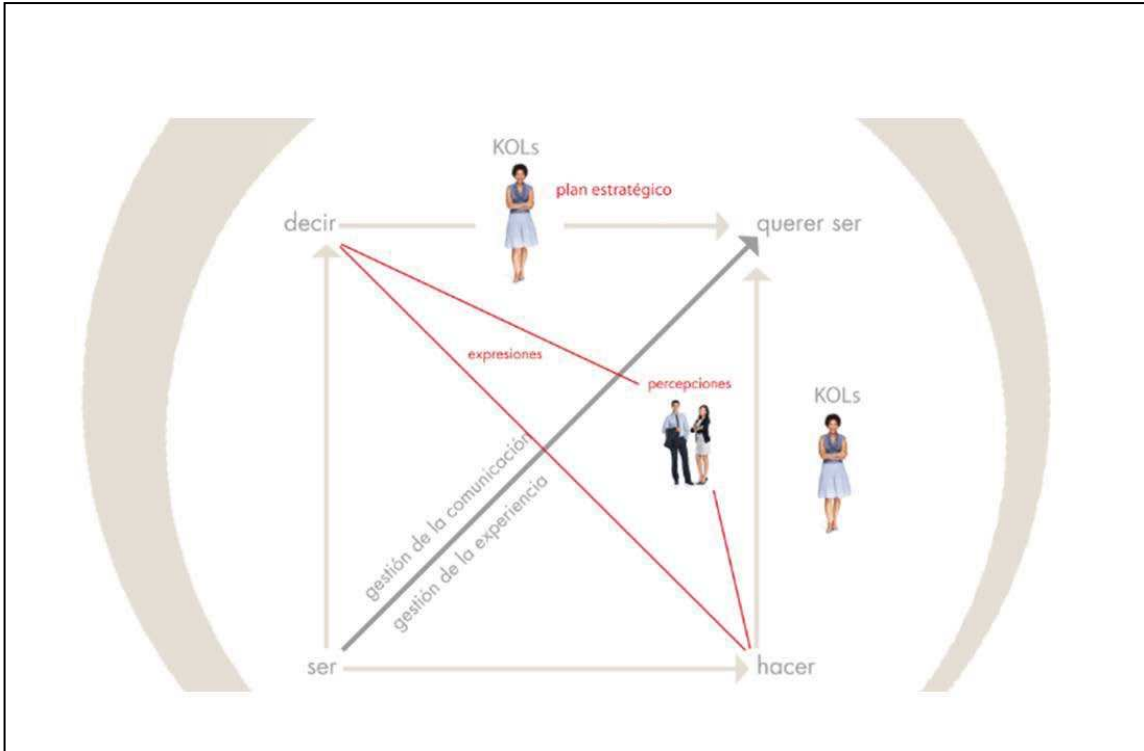 KOLs
plan estratégico
decir
querer ser
expresiones
percepciones
KOLs
gestión de la comunicación
gestión de la experiencia
ser
hacer